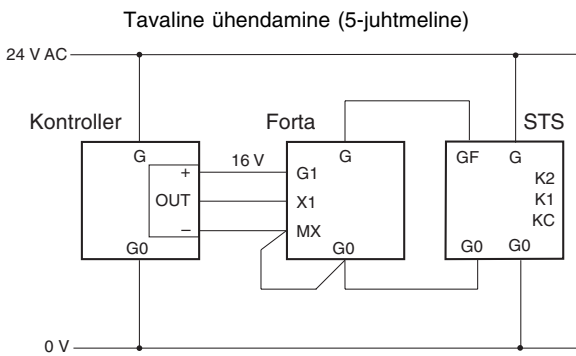 Tavaline ühendamine (5-juhtmeline)
24 V AC
Kontroller
Forta
STS
G
+
OUT
–
G0
16 V
G
G1
X1
MX
G0
GF
G
K2
K1
KC
G0
G0
0 V